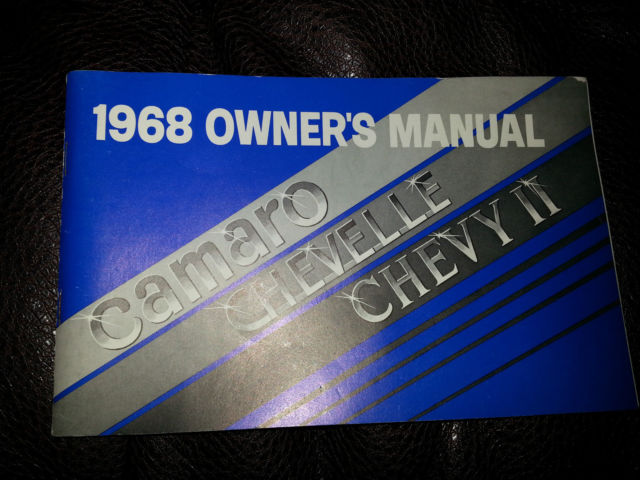 1968 OWNER'S MANUAL
camaro
CHEVELLE
CHEVY II